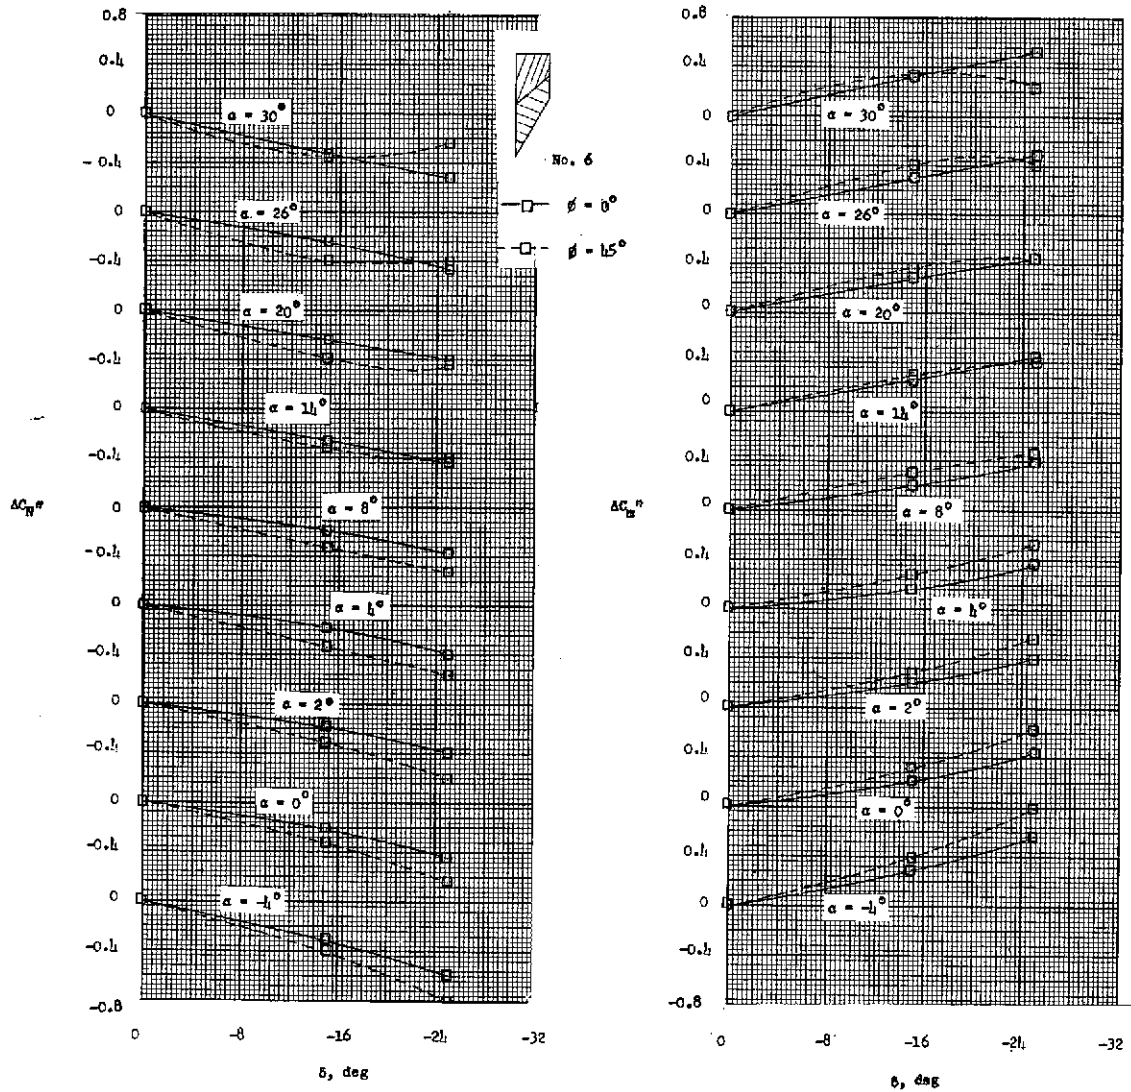 0.8
0.4
0
α = 30°
-0.4
0
α = 26°
-0.4
0
α = 20°
-0.4
0
α = 14°
-0.4
ΔC_N"
0
α = 8°
-0.4
0
α = 4°
-0.4
0
α = 2°
-0.4
0
α = 0°
-0.4
0
α = -4°
-0.4
-0.8
0 -8 -16 -24 -32
δ, deg
No. 6
ø = 0°
ø = 45°
0.8
0.4
0
α = 30°
0.4
0
α = 26°
0.4
0
α = 20°
0.4
0
α = 14°
0.4
ΔC_m"
0
α = 8°
0.4
0
α = 4°
0.4
0
α = 2°
0.4
0
α = 0°
0.4
0
α = -4°
-0.4
-0.8
0 -8 -16 -24 -32
δ, deg